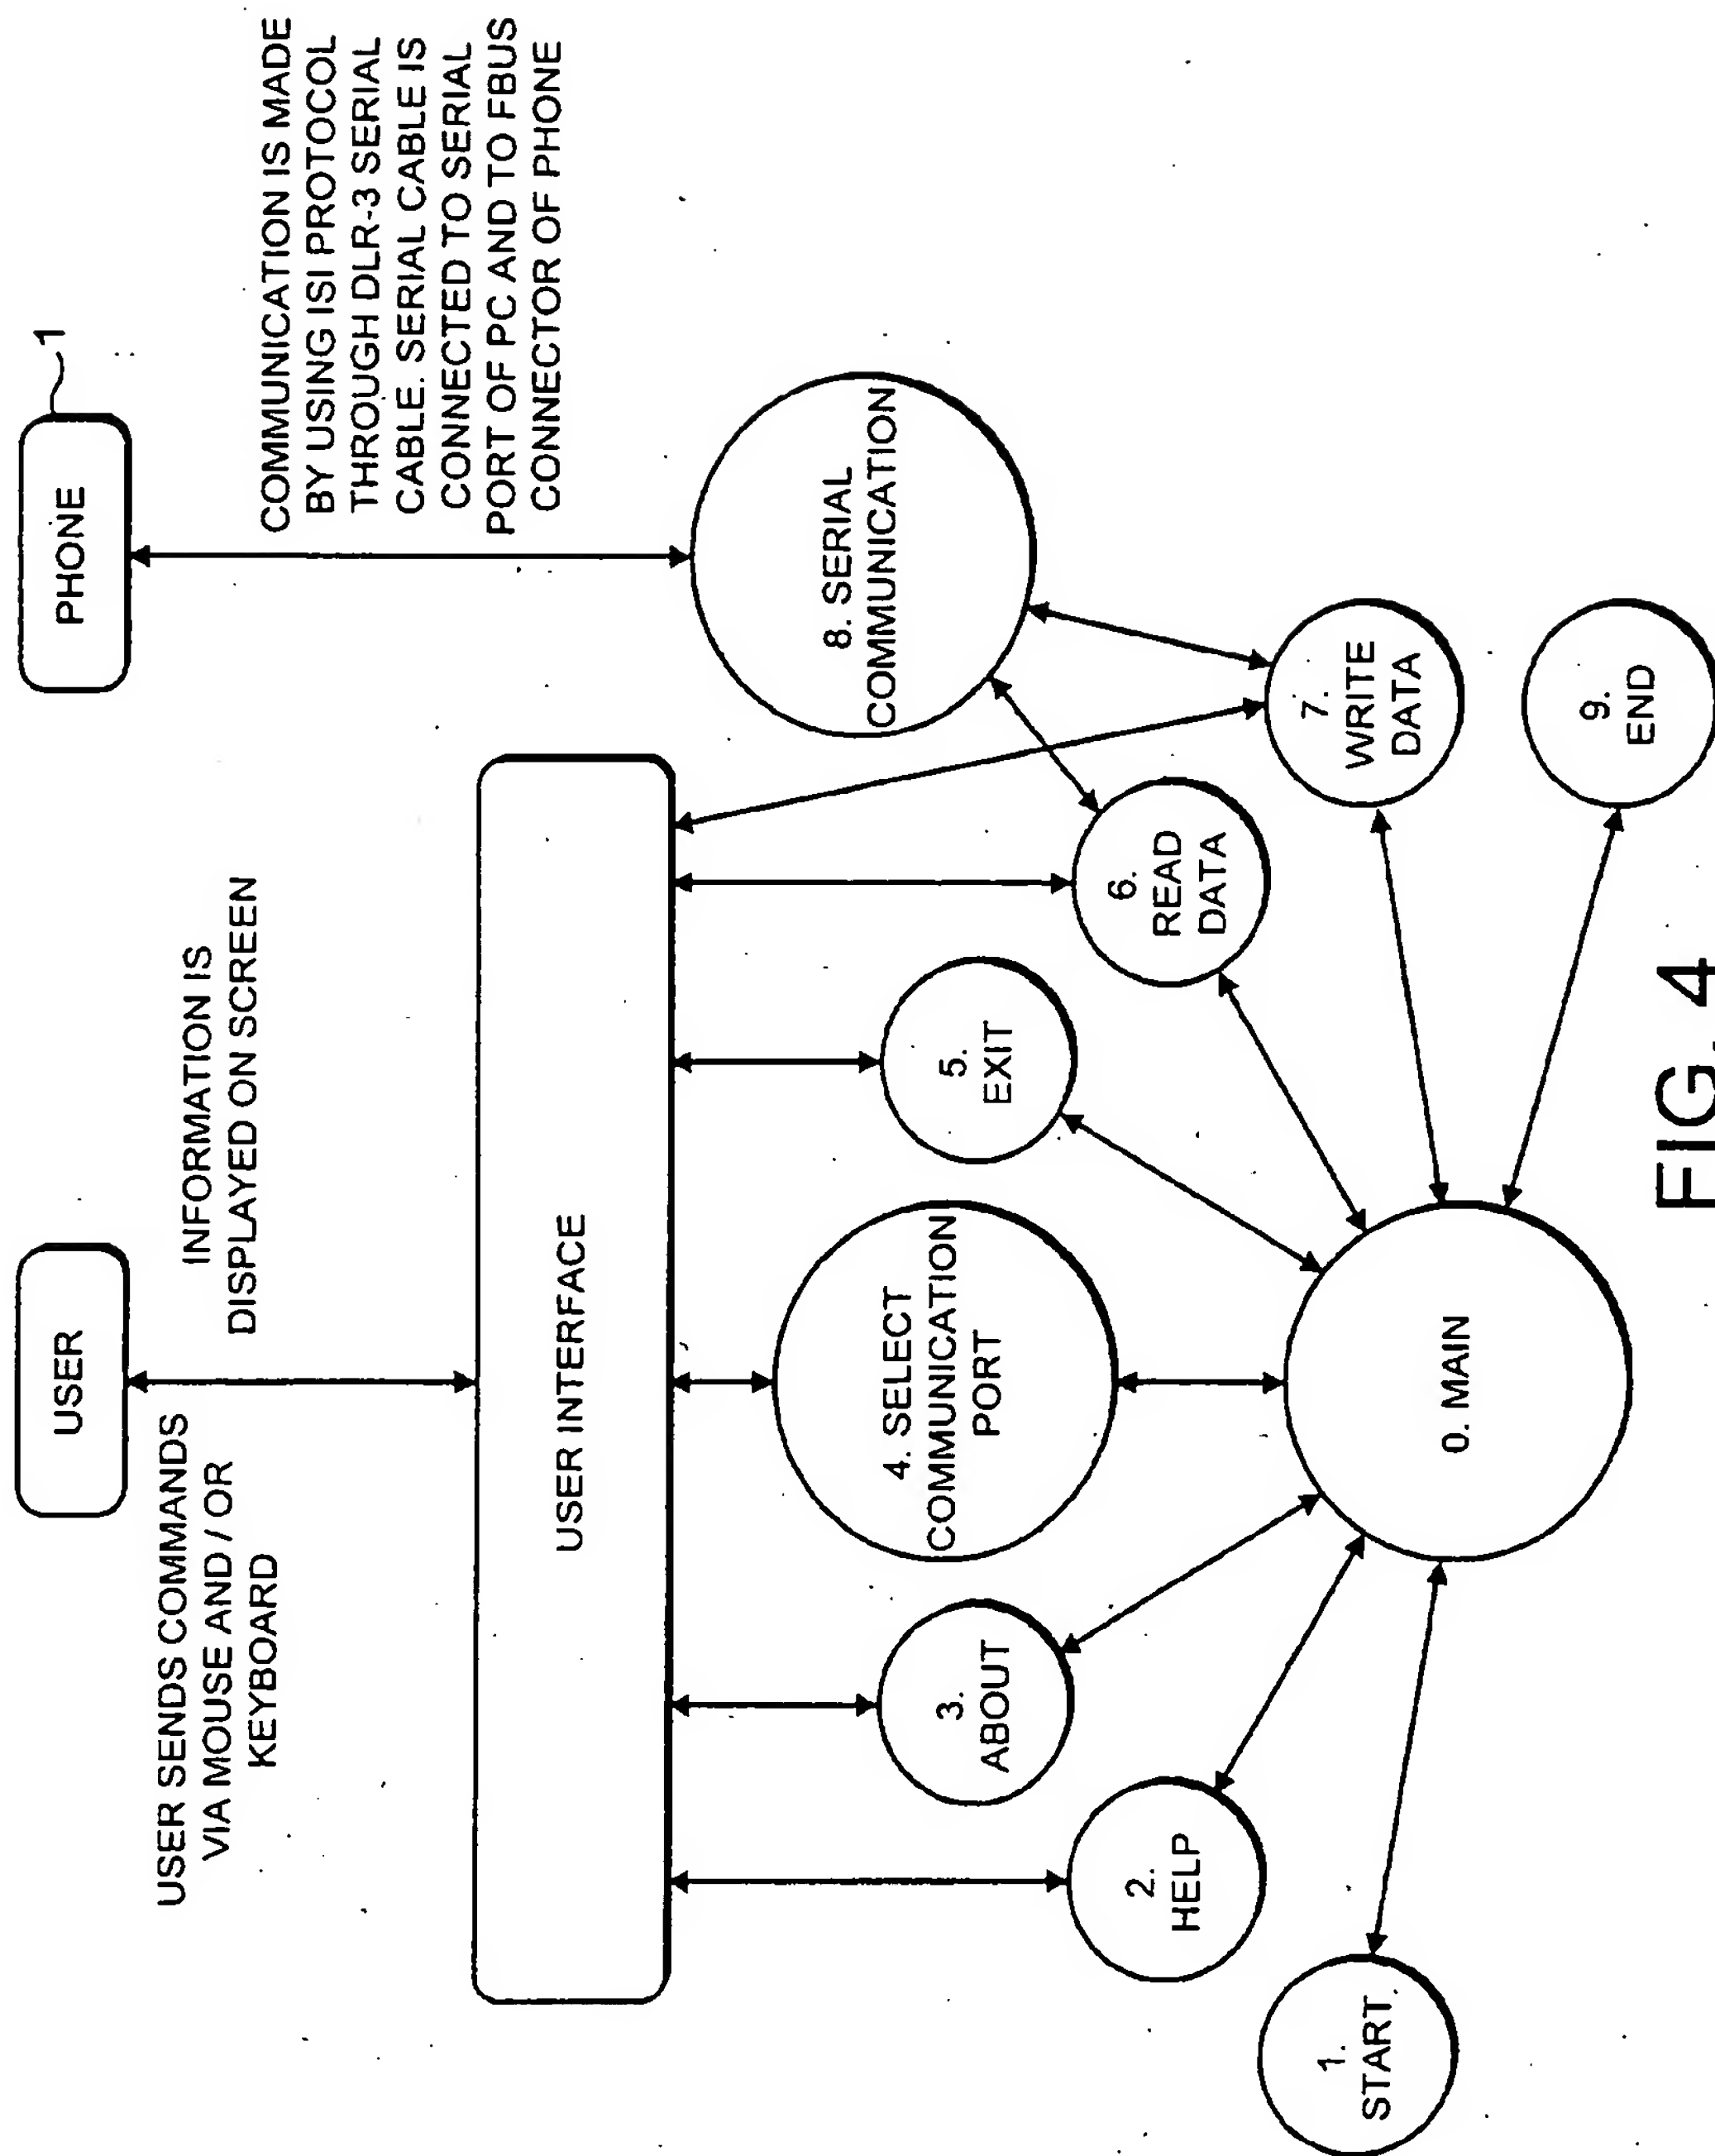 USER
PHONE
1
USER SENDS COMMANDS
VIA MOUSE AND / OR
KEYBOARD
INFORMATION IS
DISPLAYED ON SCREEN
COMMUNICATION IS MADE
BY USING ISI PROTOCOL
THROUGH DLR-3 SERIAL
CABLE. SERIAL CABLE IS
CONNECTED TO SERIAL
PORT OF PC AND TO FBUS
CONNECTOR OF PHONE
USER INTERFACE
1.
START
2.
HELP
3.
ABOUT
4. SELECT
COMMUNICATION
PORT
5.
EXIT
6.
READ
DATA
7.
WRITE
DATA
8. SERIAL
COMMUNICATION
9.
END
0. MAIN
FIG. 4